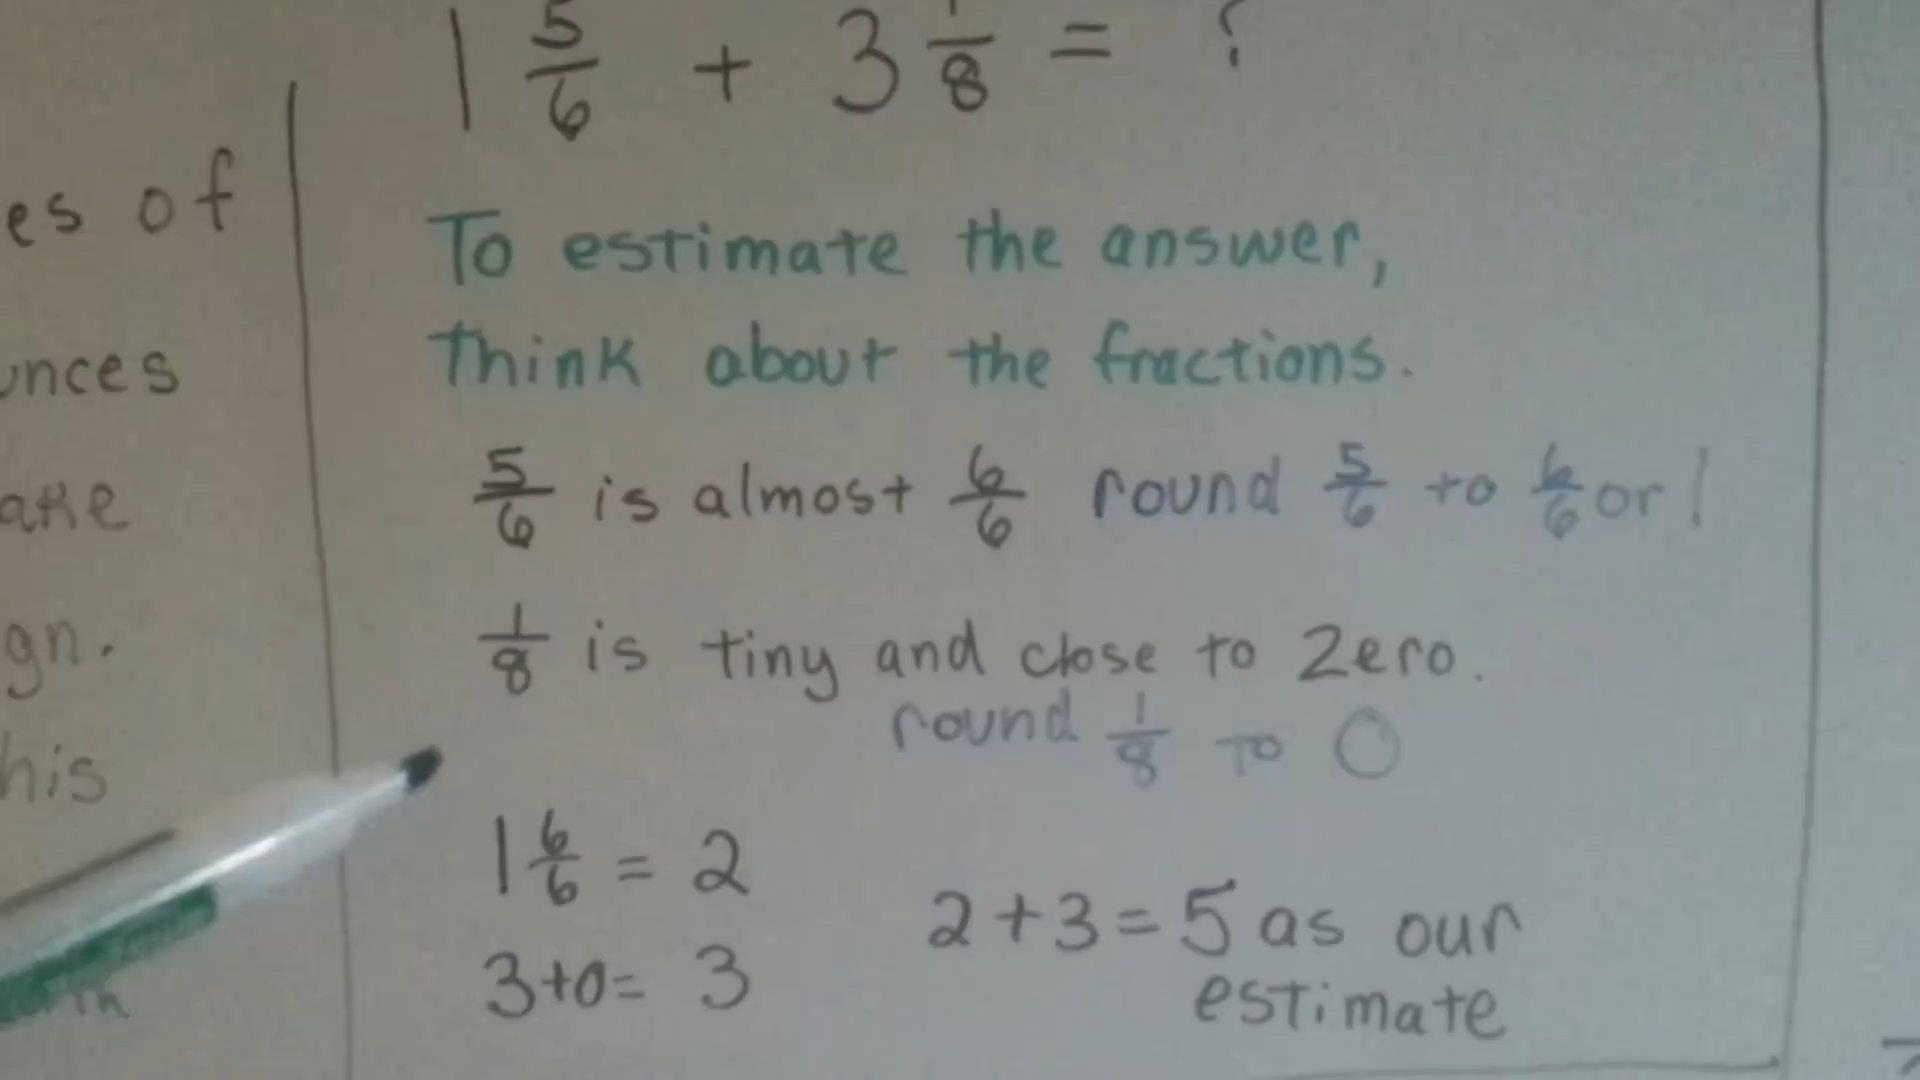 1 5/6 + 3 1/8 = ?
To estimate the answer,
think about the fractions.
5/6 is almost 6/6 round 5/6 to 6/6 or 1
1/8 is tiny and close to zero.
round 1/8 to 0
1 6/6 = 2
3+0= 3
2+3=5 as our
estimate
es of
unces
ake
gn.
his